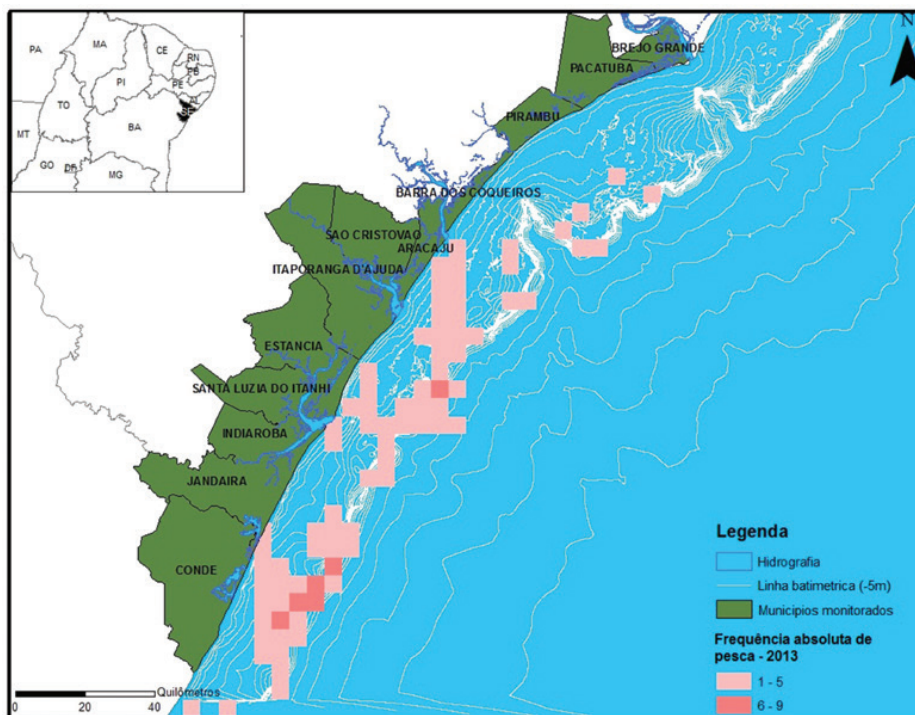 N
PA
MA
CE
RN
PB
PI
PE
AL
TO
SE
BA
MT
GO
DF
MG
BREJO GRANDE
PACATUBA
PIRAMBU
BARRA DOS COQUEIROS
SAO CRISTOVAO
ARACAJU
ITAPORANGA D'AJUDA
ESTANCIA
SANTA LUZIA DO ITANHI
INDIAROBA
JANDAIRA
CONDE
Legenda
Hidrografia
Linha batimetrica (-5m)
Municipios monitorados
Frequência absoluta de
pesca - 2013
1 - 5
6 - 9
Quilômetros
0 20 40